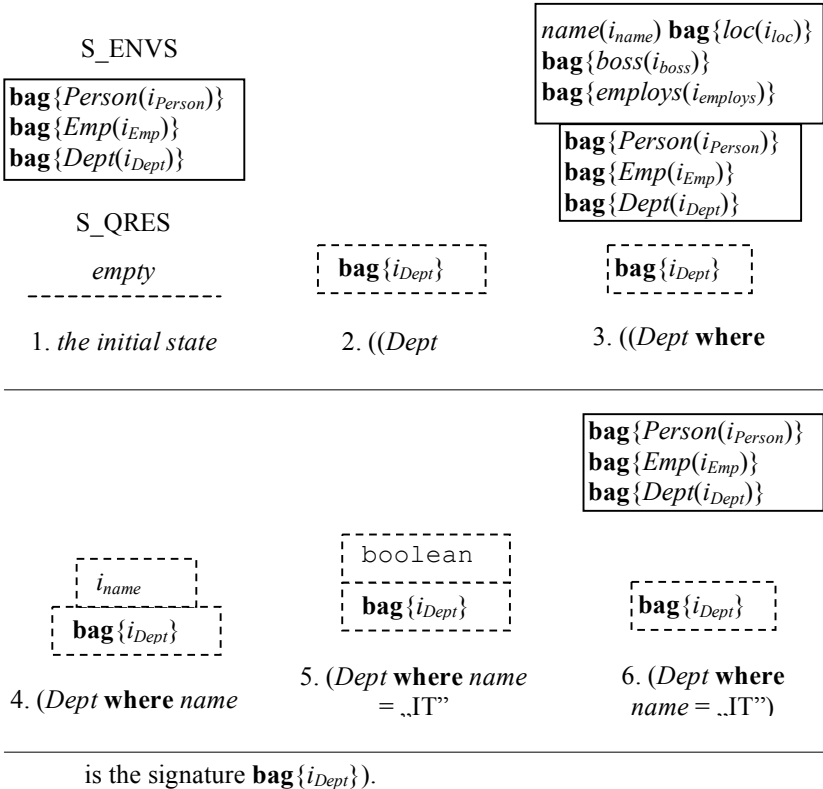 S_ENVS
bag{Person(iPerson)}
bag{Emp(iEmp)}
bag{Dept(iDept)}
name(iname) bag{loc(iloc)}
bag{boss(iboss)}
bag{employs(iemploys)}
bag{Person(iPerson)}
bag{Emp(iEmp)}
bag{Dept(iDept)}
S_QRES
empty
bag{iDept}
bag{iDept}
1. the initial state
2. ((Dept
3. ((Dept where
bag{Person(iPerson)}
bag{Emp(iEmp)}
bag{Dept(iDept)}
iname
bag{iDept}
boolean
bag{iDept}
bag{iDept}
4. (Dept where name
5. (Dept where name
= „IT”
6. (Dept where
name = „IT”)
is the signature bag{iDept}).